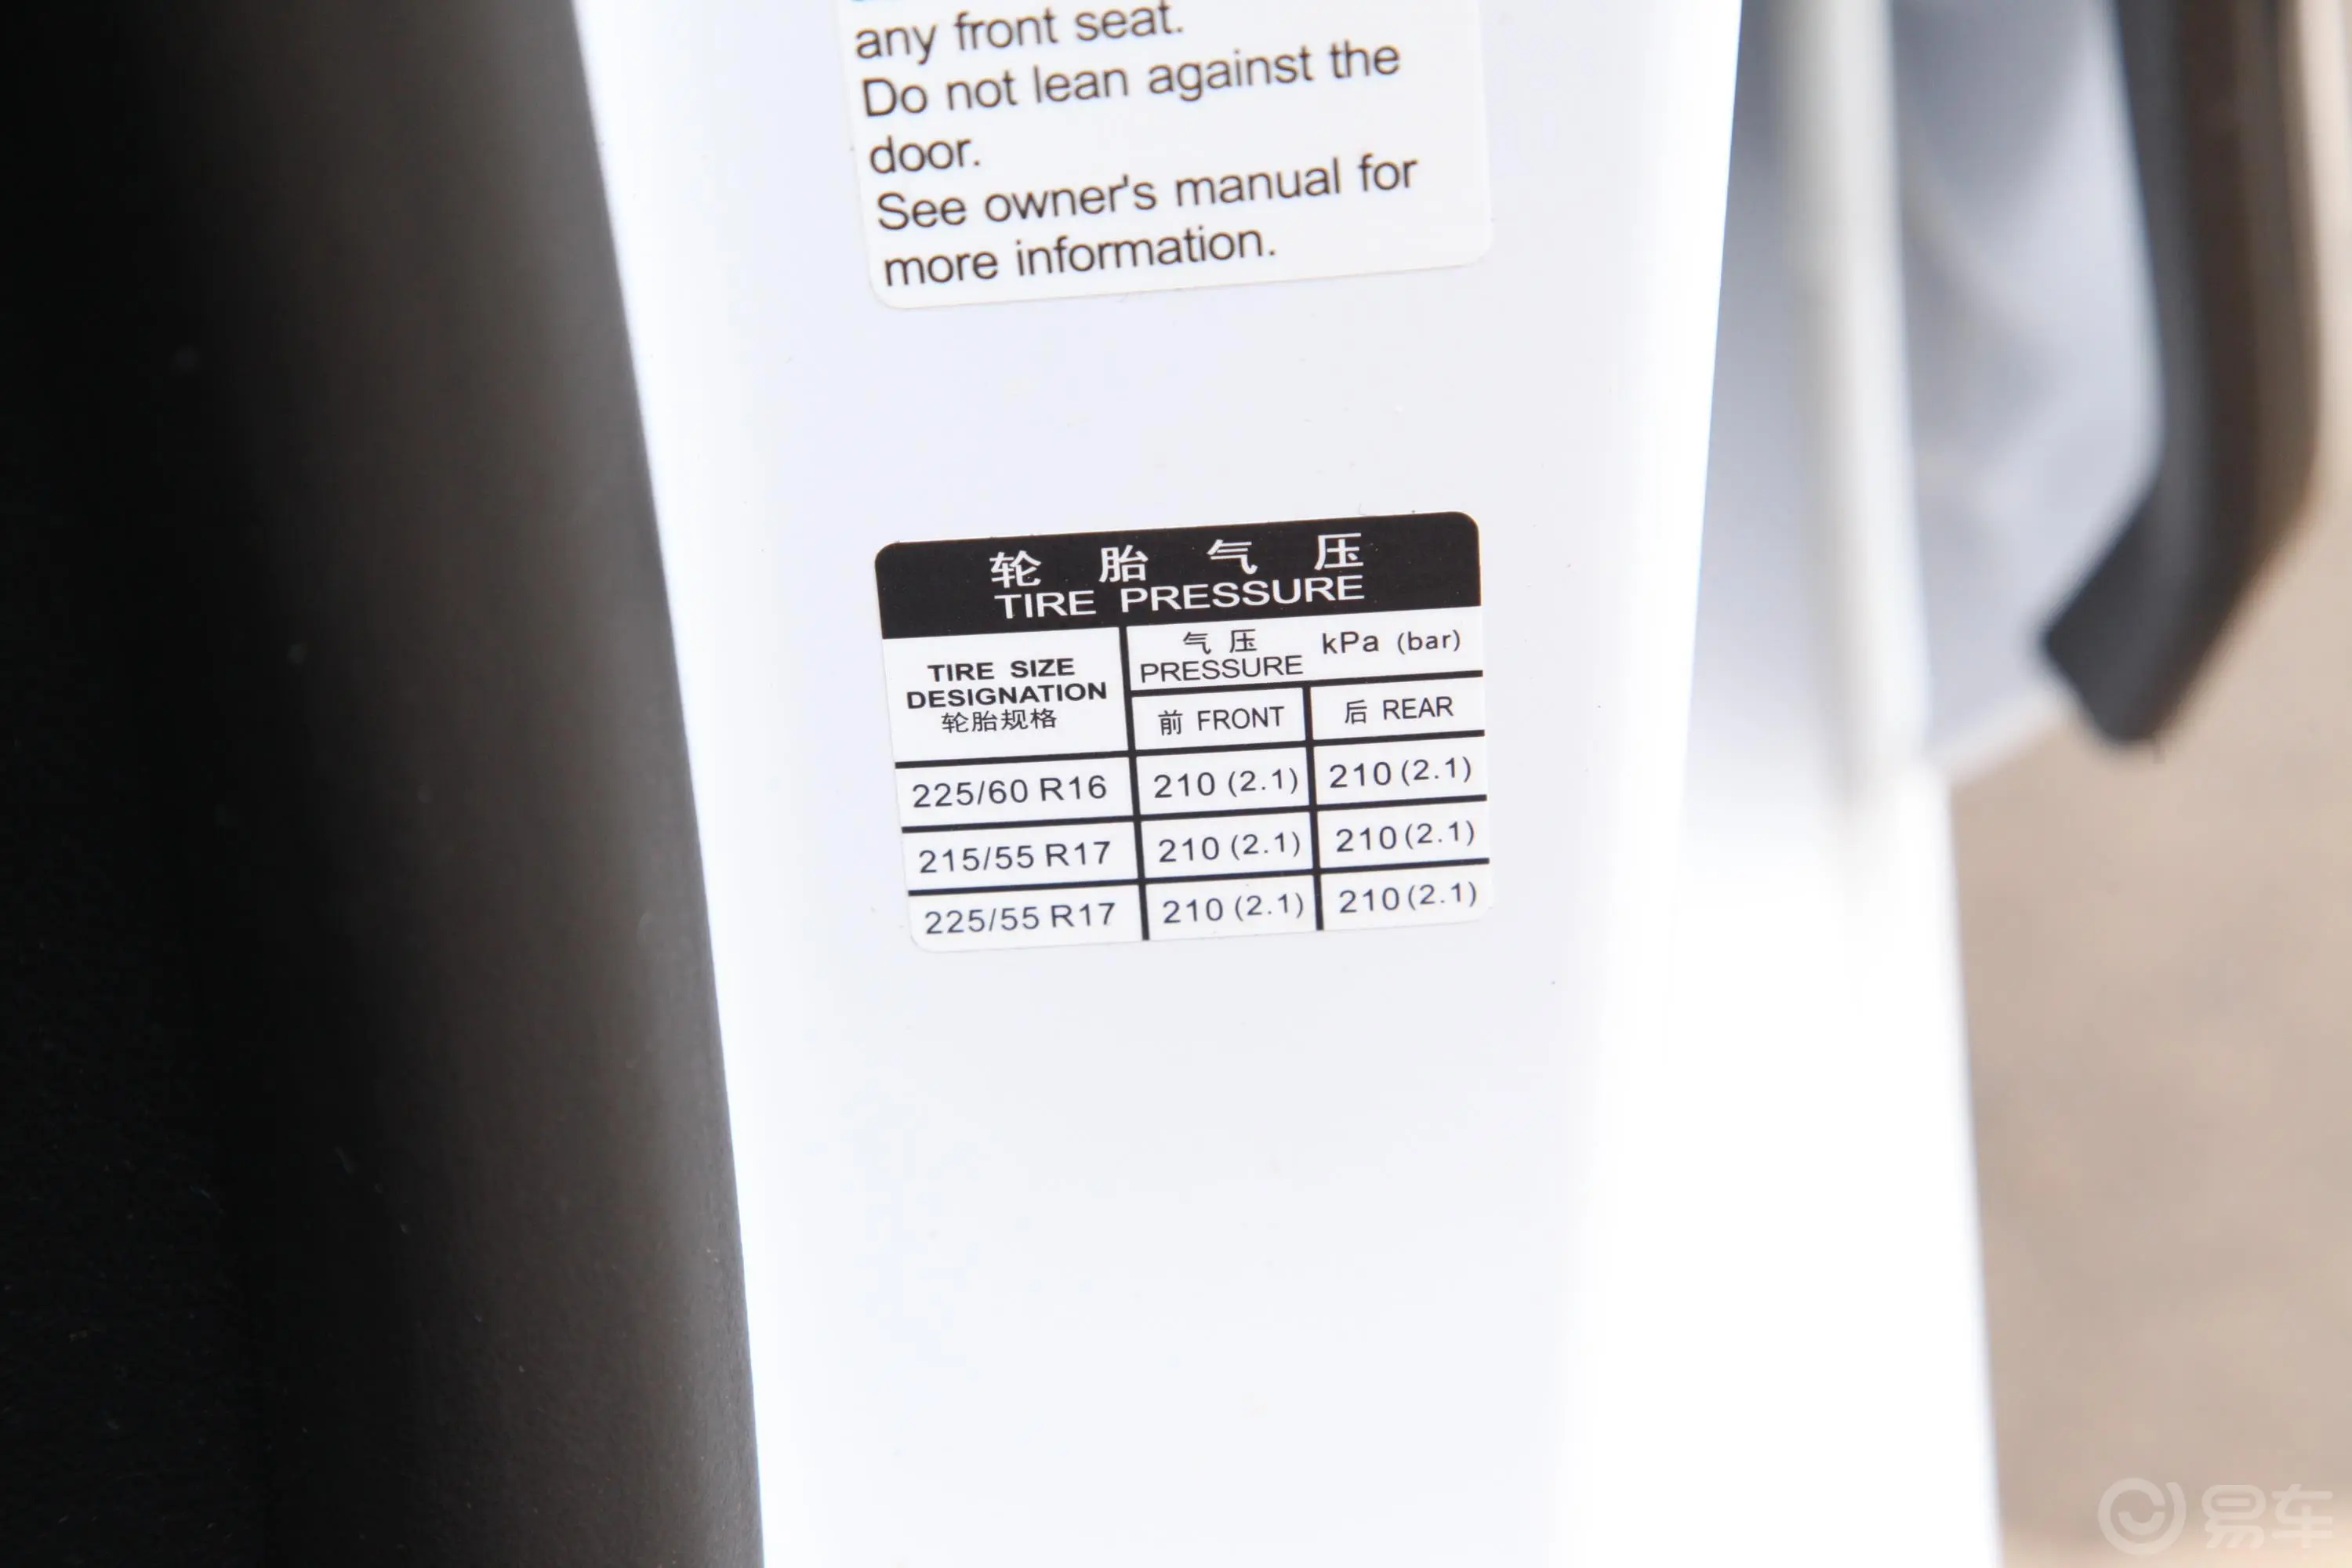 any front seat.
Do not lean against the
door.
See owner's manual for
more information.
轮胎气压
TIRE PRESSURE
TIRE SIZE
DESIGNATION
轮胎规格
气压 kPa (bar)
PRESSURE
前 FRONT 后 REAR
225/60 R16 210 (2.1) 210 (2.1)
215/55 R17 210 (2.1) 210 (2.1)
225/55 R17 210 (2.1) 210 (2.1)
易车